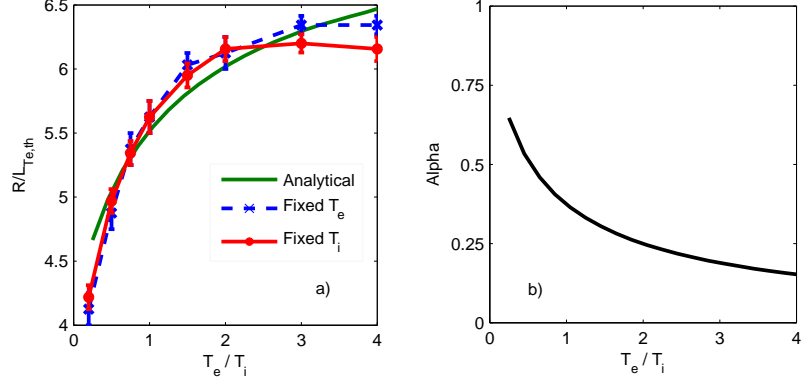 6.5
6
5.5
5
4.5
4
R/L_Te,th
0
1
2
3
4
T_e / T_i
Analytical
Fixed T_e
Fixed T_i
a)
1
0.75
0.5
0.25
0
Alpha
0
1
2
3
4
T_e / T_i
b)